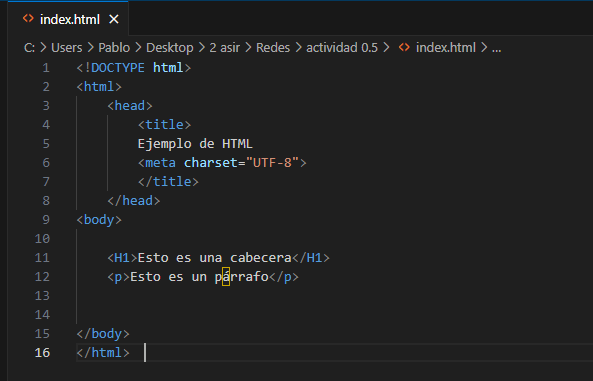 index.html
C: > Users > Pablo > Desktop > 2 asir > Redes > actividad 0.5 > index.html > ...
1 <!DOCTYPE html>
2 <html>
3 <head>
4 <title>
5 Ejemplo de HTML
6 <meta charset="UTF-8">
7 </title>
8 </head>
9 <body>
10
11 <H1>Esto es una cabecera</H1>
12 <p>Esto es un párrafo</p>
13
14
15 </body>
16 </html>